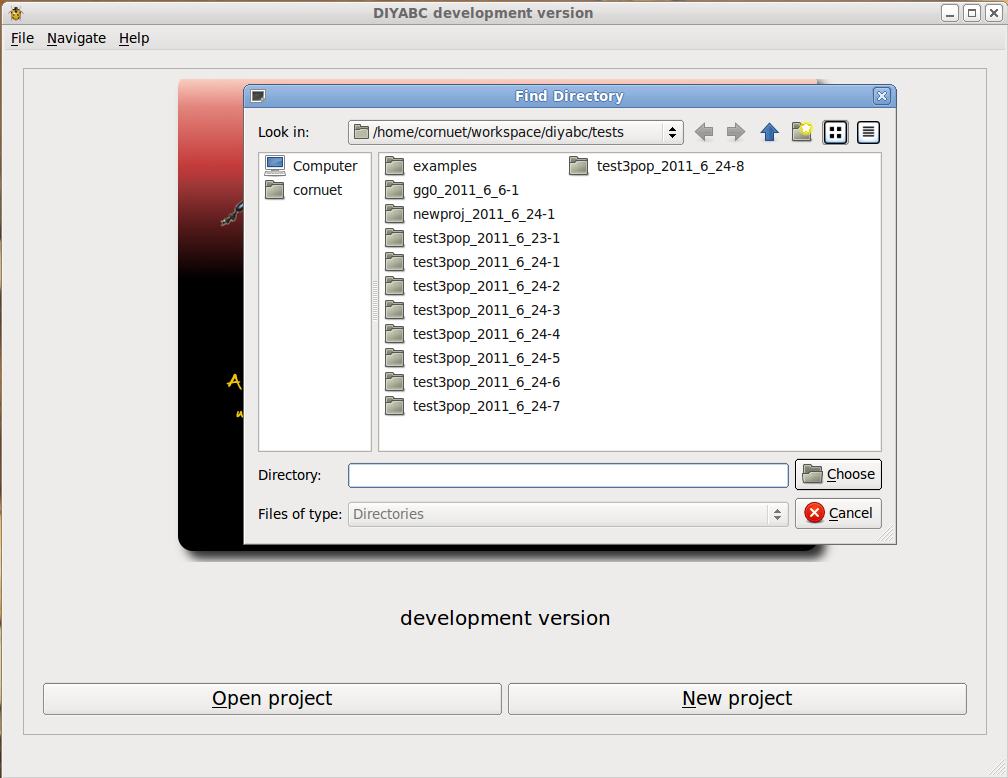 DIYABC development version
File Navigate Help
Find Directory
Look in: /home/cornuet/workspace/diyabc/tests
Computer
cornuet
examples
gg0_2011_6_6-1
newproj_2011_6_24-1
test3pop_2011_6_23-1
test3pop_2011_6_24-1
test3pop_2011_6_24-2
test3pop_2011_6_24-3
test3pop_2011_6_24-4
test3pop_2011_6_24-5
test3pop_2011_6_24-6
test3pop_2011_6_24-7
test3pop_2011_6_24-8
Directory:
Choose
Files of type: Directories
Cancel
development version
Open project
New project